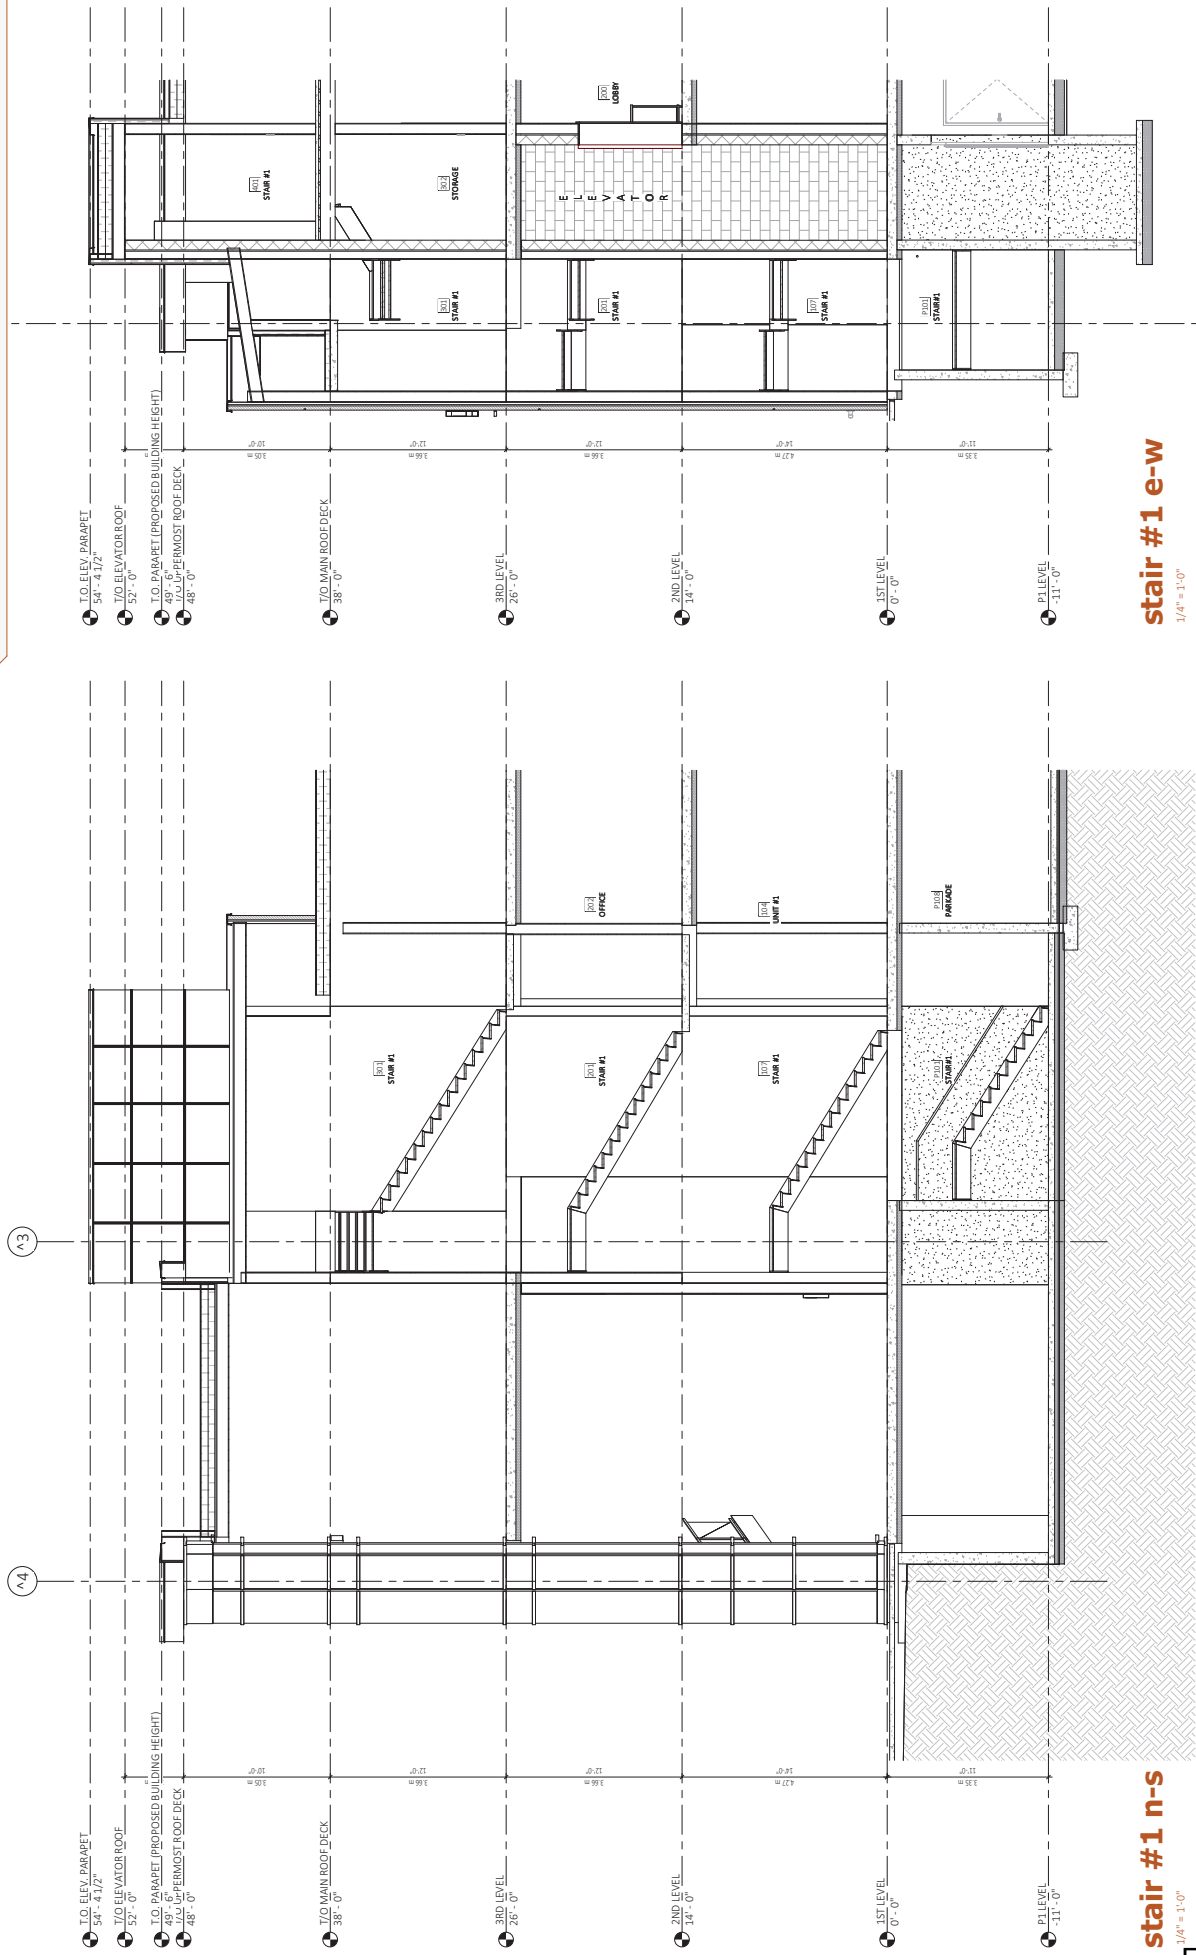 ^3
^4
T.O. ELEV. PARAPET
54' - 4 1/2"
T/O ELEVATOR ROOF
52' - 0"
T.O. PARAPET (PROPOSED BUILDING HEIGHT)
49' - 6"
T/O UPPERMOST ROOF DECK
48' - 0"
T/O MAIN ROOF DECK
38' - 0"
3RD LEVEL
26' - 0"
2ND LEVEL
14' - 0"
1ST LEVEL
0' - 0"
P1 LEVEL
-11' - 0"
10'-0"
3.05 m
12'-0"
3.66 m
12'-0"
3.66 m
14'-0"
4.27 m
11'-0"
3.35 m
301
STAIR #1
201
STAIR #1
107
STAIR #1
P101
STAIR#1
202
OFFICE
104
UNIT #1
P108
PARKADE
stair #1 n-s
1/4" = 1'-0"
T.O. ELEV. PARAPET
54' - 4 1/2"
T/O ELEVATOR ROOF
52' - 0"
T.O. PARAPET (PROPOSED BUILDING HEIGHT)
49' - 6"
T/O UPPERMOST ROOF DECK
48' - 0"
T/O MAIN ROOF DECK
38' - 0"
3RD LEVEL
26' - 0"
2ND LEVEL
14' - 0"
1ST LEVEL
0' - 0"
P1 LEVEL
-11' - 0"
10'-0"
3.05 m
12'-0"
3.66 m
12'-0"
3.66 m
14'-0"
4.27 m
11'-0"
3.35 m
401
STAIR #1
302
STORAGE
ELEVATOR
200
LOBBY
301
STAIR #1
201
STAIR #1
107
STAIR #1
P101
STAIR#1
stair #1 e-w
1/4" = 1'-0"